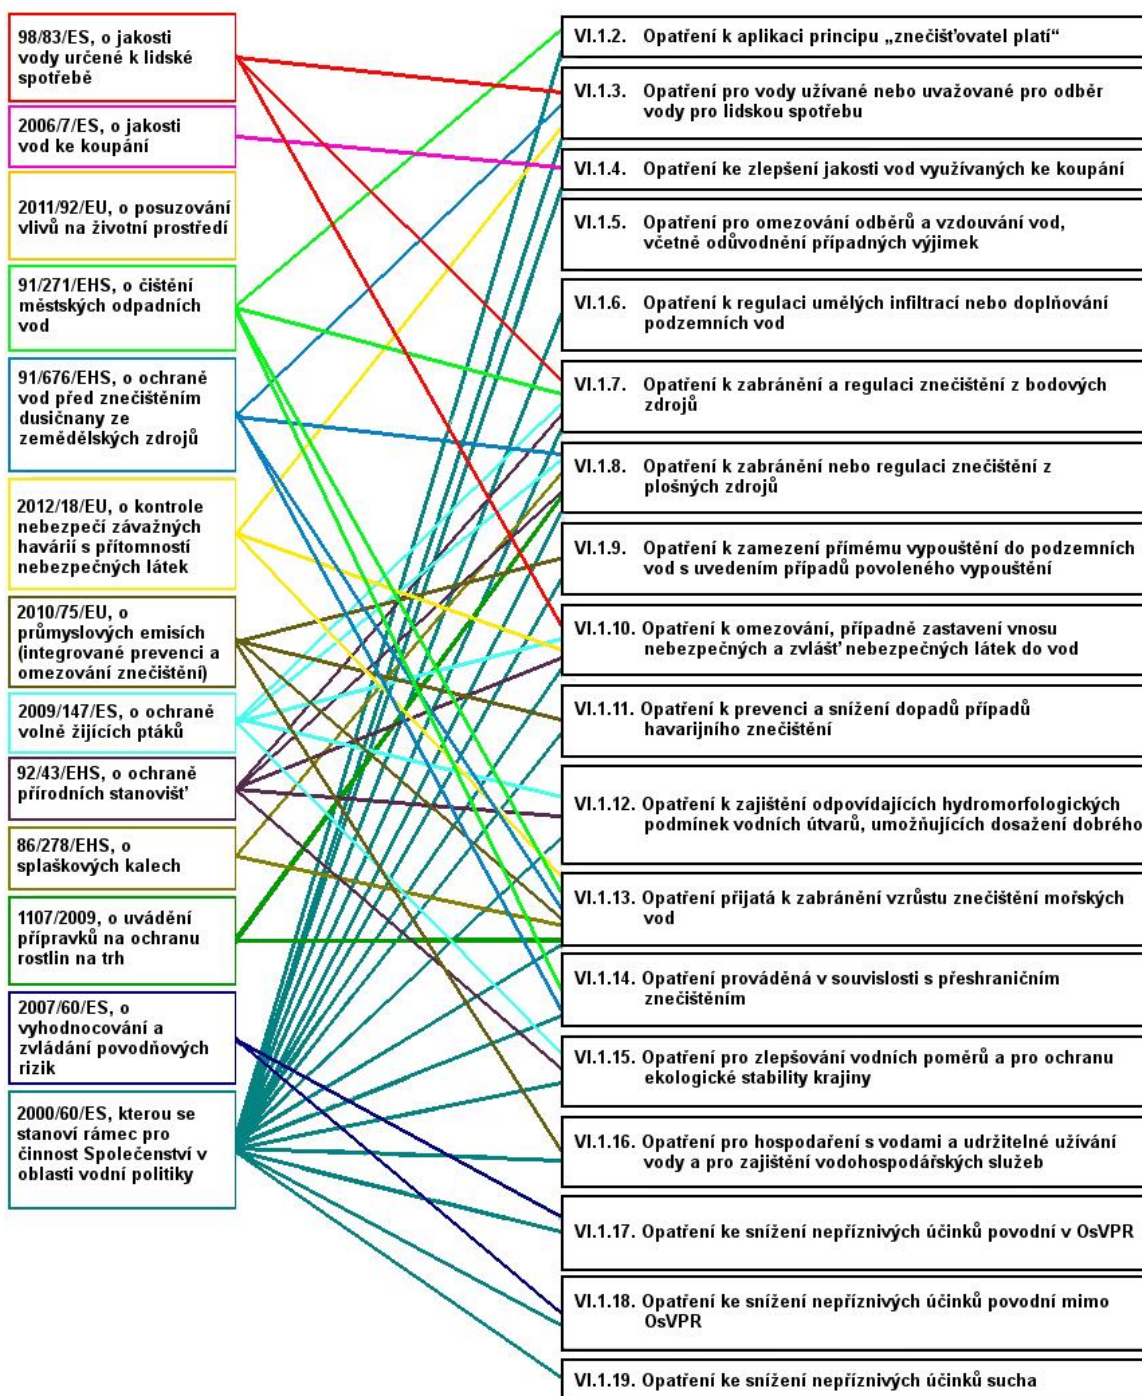 98/83/ES, o jakosti
vody určené k lidské
spotřebě
2006/7/ES, o jakosti
vod ke koupání
2011/92/EU, o posuzování
vlivů na životní prostředí
91/271/EHS, o čištění
městských odpadních
vod
91/676/EHS, o ochraně
vod před znečištěním
dusičnany ze
zemědělských zdrojů
2012/18/EU, o kontrole
nebezpečí závažných
havárií s přítomností
nebezpečných látek
2010/75/EU, o
průmyslových emisích
(integrované prevenci a
omezování znečištění)
2009/147/ES, o ochraně
volně žijících ptáků
92/43/EHS, o ochraně
přírodních stanovišť
86/278/EHS, o
splaškových kalech
1107/2009, o uvádění
přípravků na ochranu
rostlin na trh
2007/60/ES, o
vyhodnocování a
zvládání povodňových
rizik
2000/60/ES, kterou se
stanoví rámec pro
činnost Společenství v
oblasti vodní politiky
VI.1.2. Opatření k aplikaci principu „znečišťovatel platí“
VI.1.3. Opatření pro vody užívané nebo uvažované pro odběr
vody pro lidskou spotřebu
VI.1.4. Opatření ke zlepšení jakosti vod využívaných ke koupání
VI.1.5. Opatření pro omezování odběrů a vzdouvání vod,
včetně odůvodnění případných výjimek
VI.1.6. Opatření k regulaci umělých infiltrací nebo doplňování
podzemních vod
VI.1.7. Opatření k zabránění a regulaci znečištění z bodových
zdrojů
VI.1.8. Opatření k zabránění nebo regulaci znečištění z
plošných zdrojů
VI.1.9. Opatření k zamezení přímému vypouštění do podzemních
vod s uvedením případů povoleného vypouštění
VI.1.10. Opatření k omezování, případně zastavení vnosu
nebezpečných a zvlášť nebezpečných látek do vod
VI.1.11. Opatření k prevenci a snížení dopadů případů
havarijního znečištění
VI.1.12. Opatření k zajištění odpovídajících hydromorfologických
podmínek vodních útvarů, umožňujících dosažení dobrého
VI.1.13. Opatření přijatá k zabránění vzrůstu znečištění mořských
vod
VI.1.14. Opatření prováděná v souvislosti s přeshraničním
znečištěním
VI.1.15. Opatření pro zlepšování vodních poměrů a pro ochranu
ekologické stability krajiny
VI.1.16. Opatření pro hospodaření s vodami a udržitelné užívání
vody a pro zajištění vodohospodářských služeb
VI.1.17. Opatření ke snížení nepříznivých účinků povodní v OsVPR
VI.1.18. Opatření ke snížení nepříznivých účinků povodní mimo
OsVPR
VI.1.19. Opatření ke snížení nepříznivých účinků sucha